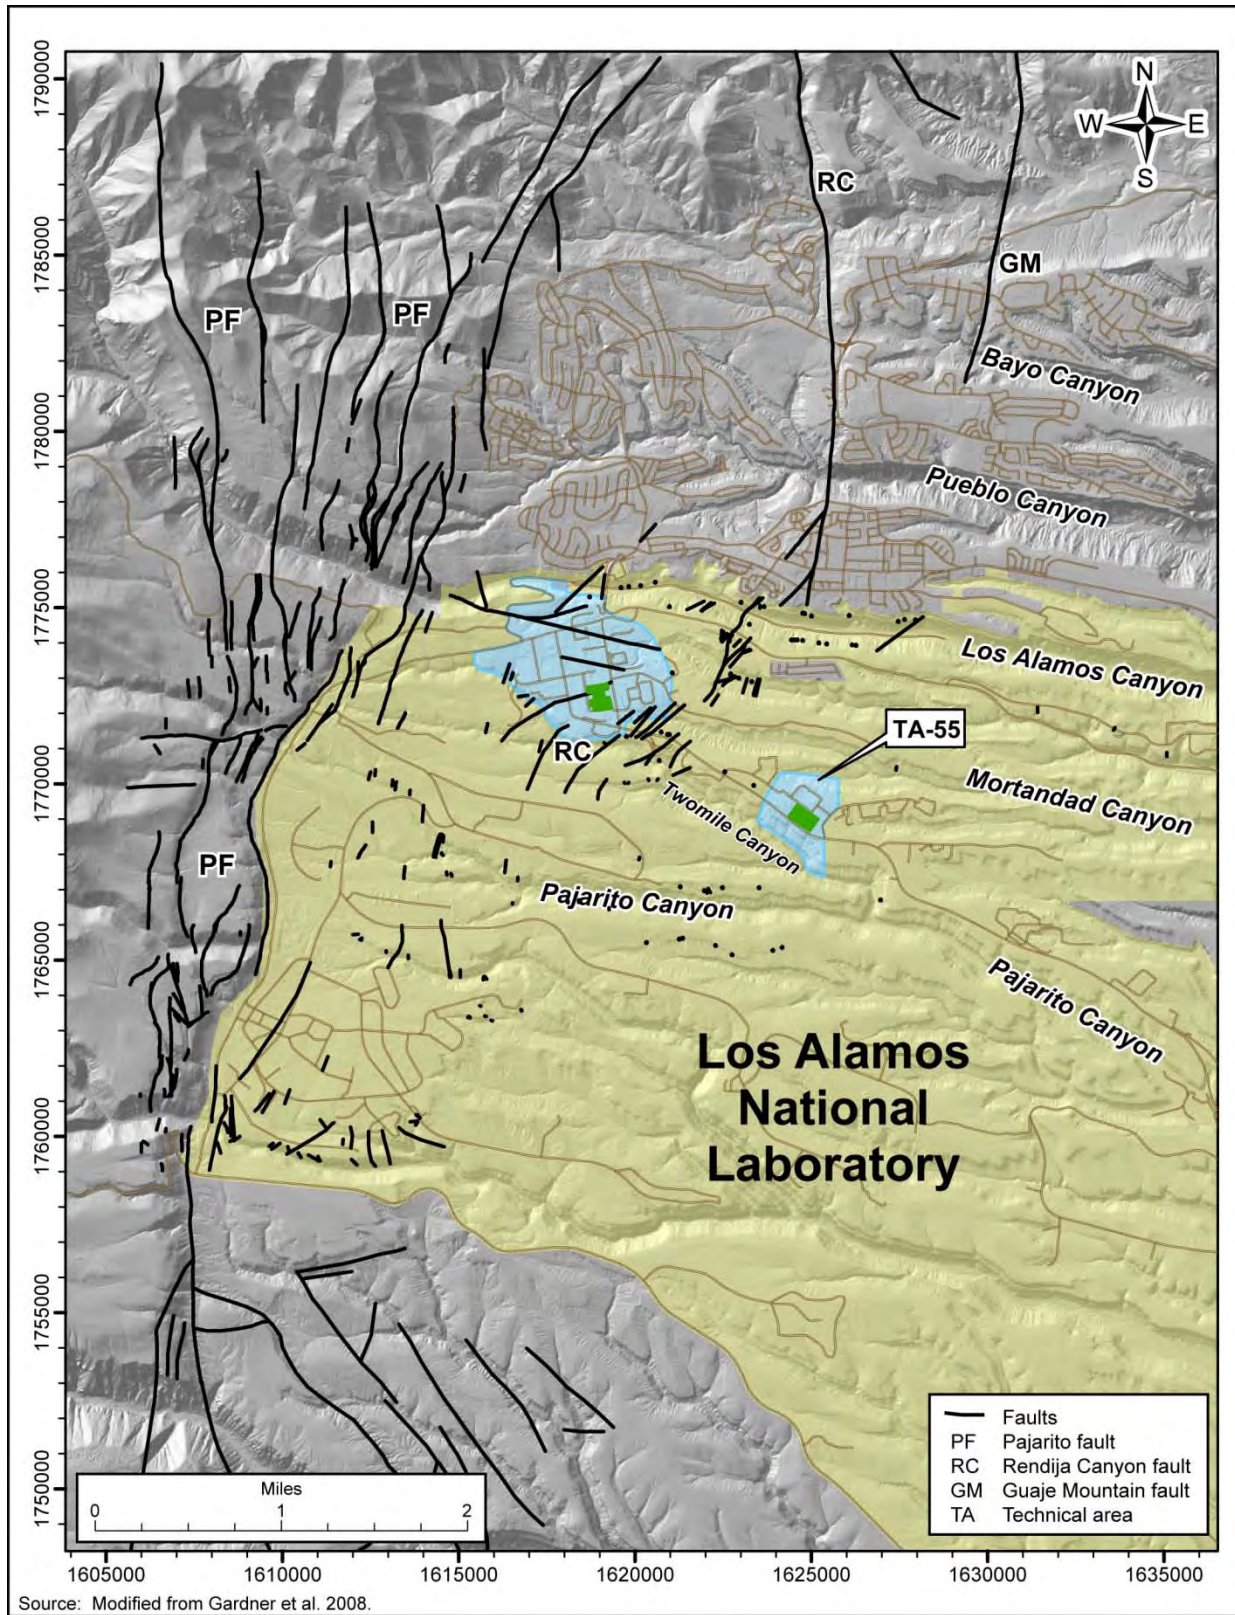 N
W E
S
RC
GM
PF
PF
Bayo Canyon
Pueblo Canyon
Los Alamos Canyon
TA-55
RC
Mortandad Canyon
Twomile Canyon
PF
Pajarito Canyon
Pajarito Canyon
Los Alamos
National
Laboratory
Faults
PF Pajarito fault
RC Rendija Canyon fault
GM Guaje Mountain fault
TA Technical area
Miles
0 1 2
1790000
1785000
1780000
1775000
1770000
1765000
1760000
1755000
1750000
1605000 1610000 1615000 1620000 1625000 1630000 1635000
Source: Modified from Gardner et al. 2008.